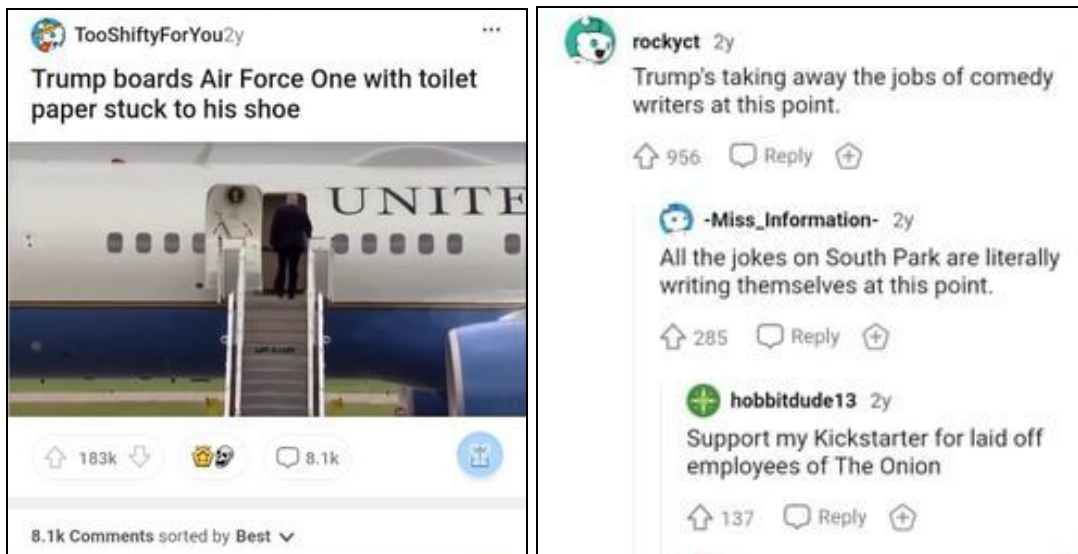 TooShiftyForYou2y
Trump boards Air Force One with toilet
paper stuck to his shoe
UNITE
183k
8.1k
8.1k Comments sorted by Best
rockyct 2y
Trump's taking away the jobs of comedy
writers at this point.
956 Reply
-Miss_Information- 2y
All the jokes on South Park are literally
writing themselves at this point.
285 Reply
hobbitdude13 2y
Support my Kickstarter for laid off
employees of The Onion
137 Reply